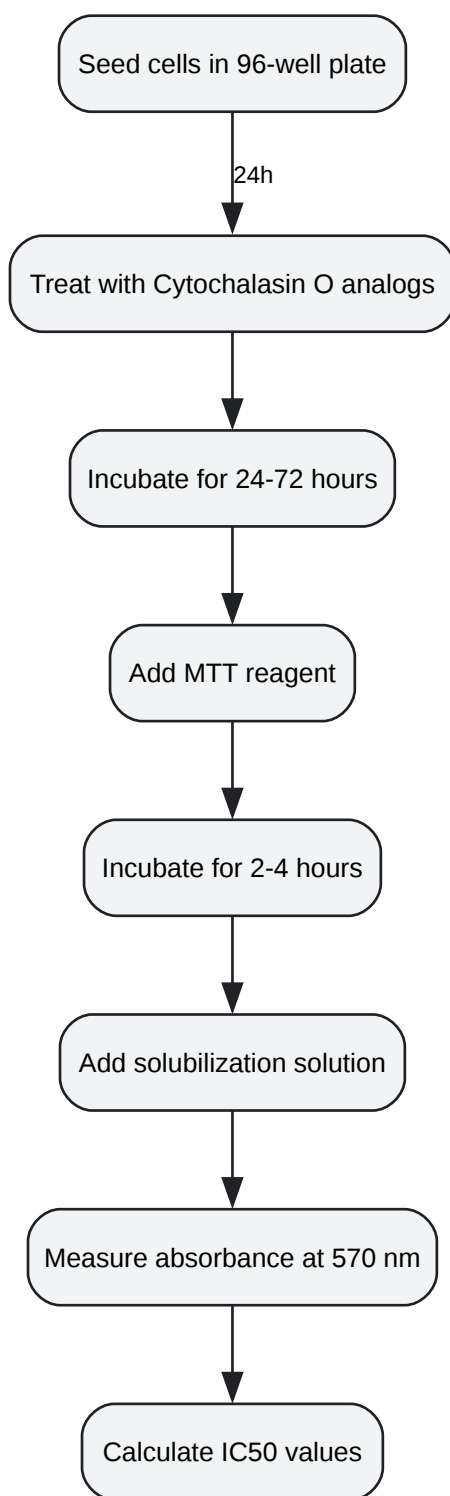 Seed cells in 96-well plate
24h
Treat with Cytochalasin O analogs
Incubate for 24-72 hours
Add MTT reagent
Incubate for 2-4 hours
Add solubilization solution
Measure absorbance at 570 nm
Calculate IC50 values